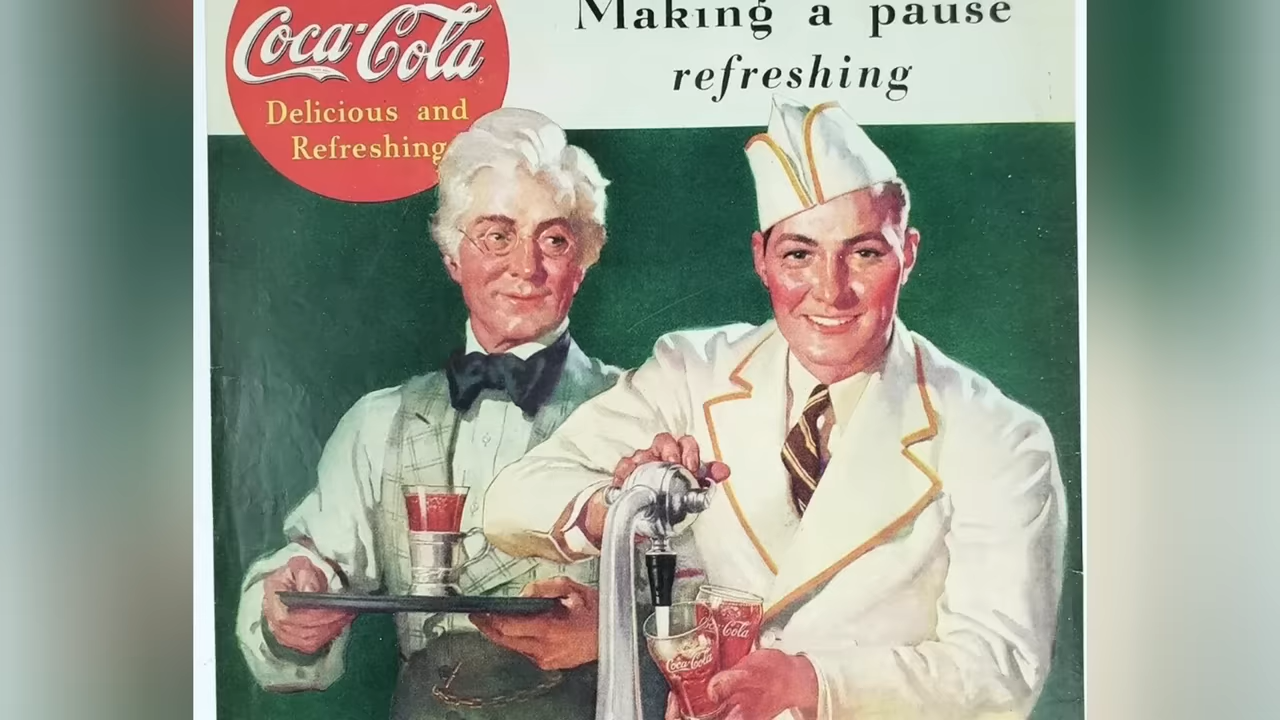 Coca-Cola
Delicious and
Refreshing
Making a pause
refreshing
Coca-Cola
Coca-Cola